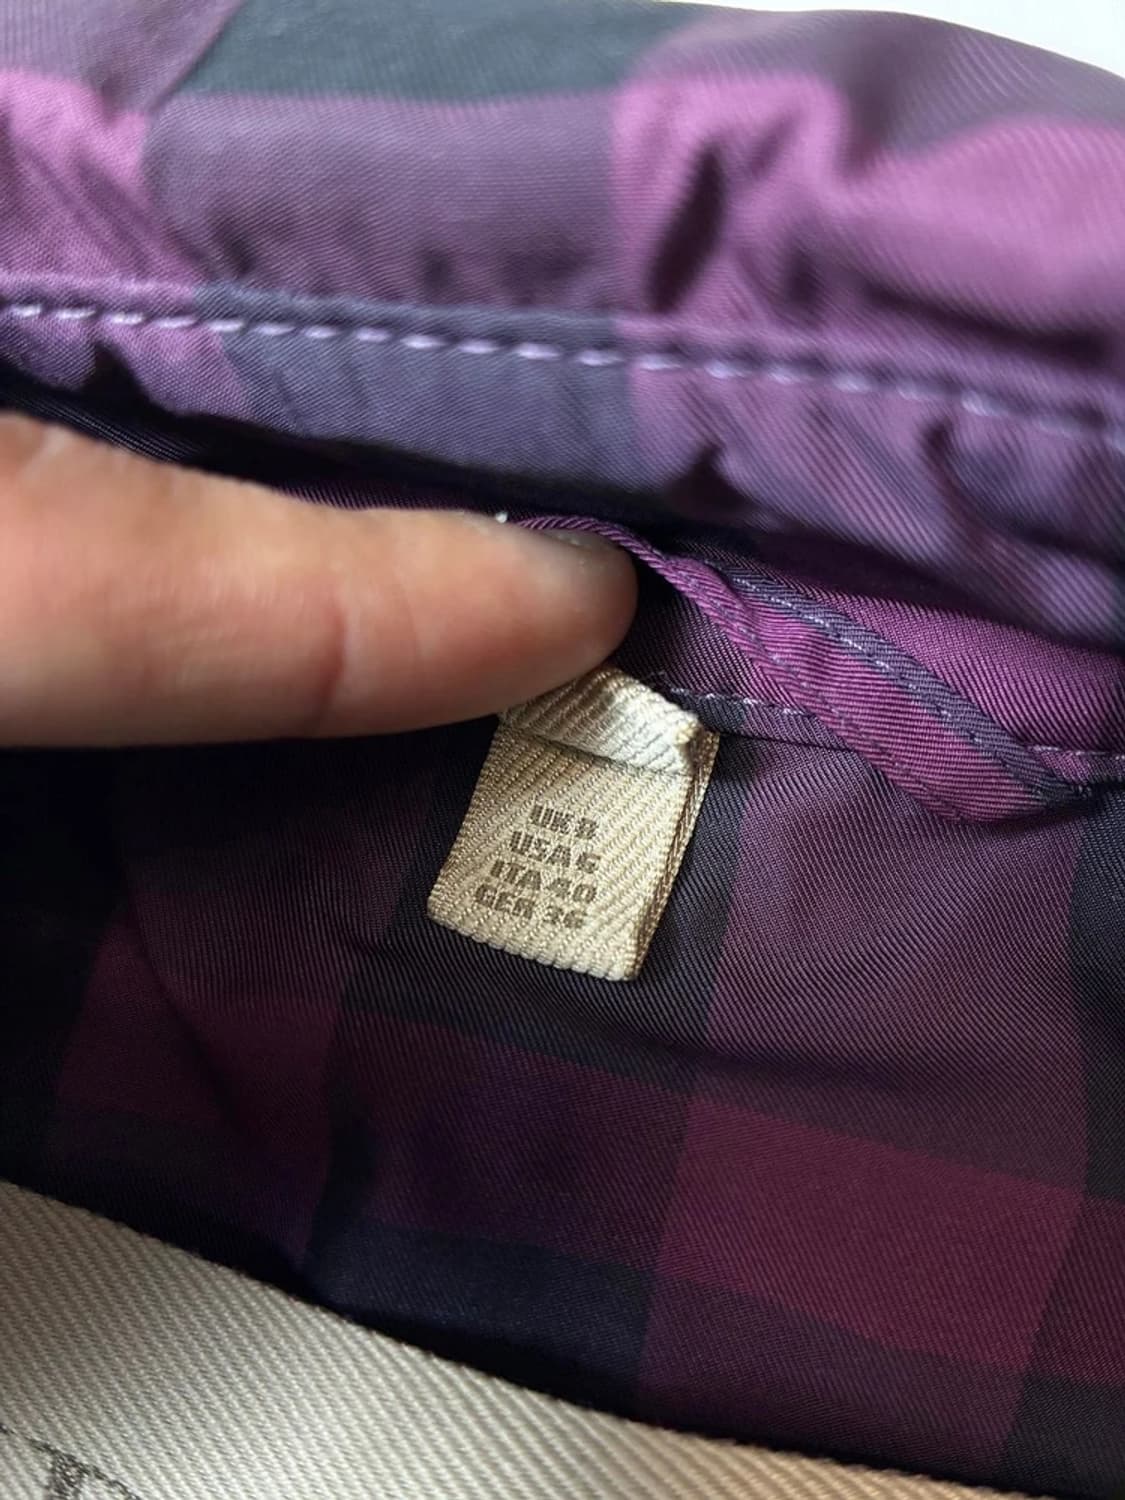 UK 8
USA 6
ITA 40
GER 36